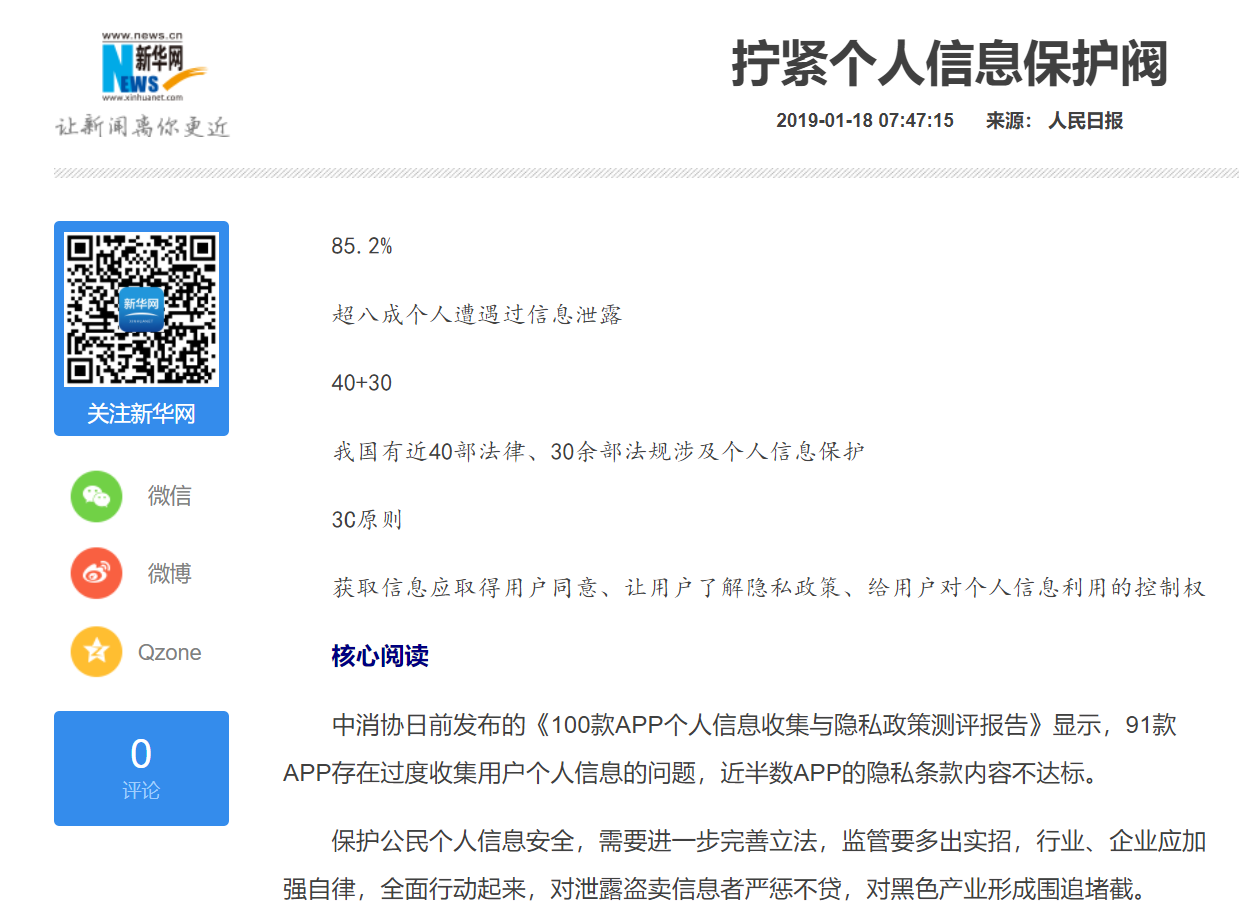 www.news.cn
新华网
NEWS
www.xinhuanet.com
让新闻离你更近
拧紧个人信息保护阀
2019-01-18 07:47:15 来源： 人民日报
新华网
关注新华网
微信
微博
Qzone
0
评论
85.2%
超八成个人遭遇过信息泄露
40+30
我国有近40部法律、30余部法规涉及个人信息保护
3C原则
获取信息应取得用户同意、让用户了解隐私政策、给用户对个人信息利用的控制权
核心阅读
中消协日前发布的《100款APP个人信息收集与隐私政策测评报告》显示，91款
APP存在过度收集用户个人信息的问题，近半数APP的隐私条款内容不达标。
保护公民个人信息安全，需要进一步完善立法，监管要多出实招，行业、企业应加
强自律，全面行动起来，对泄露盗卖信息者严惩不贷，对黑色产业形成围追堵截。